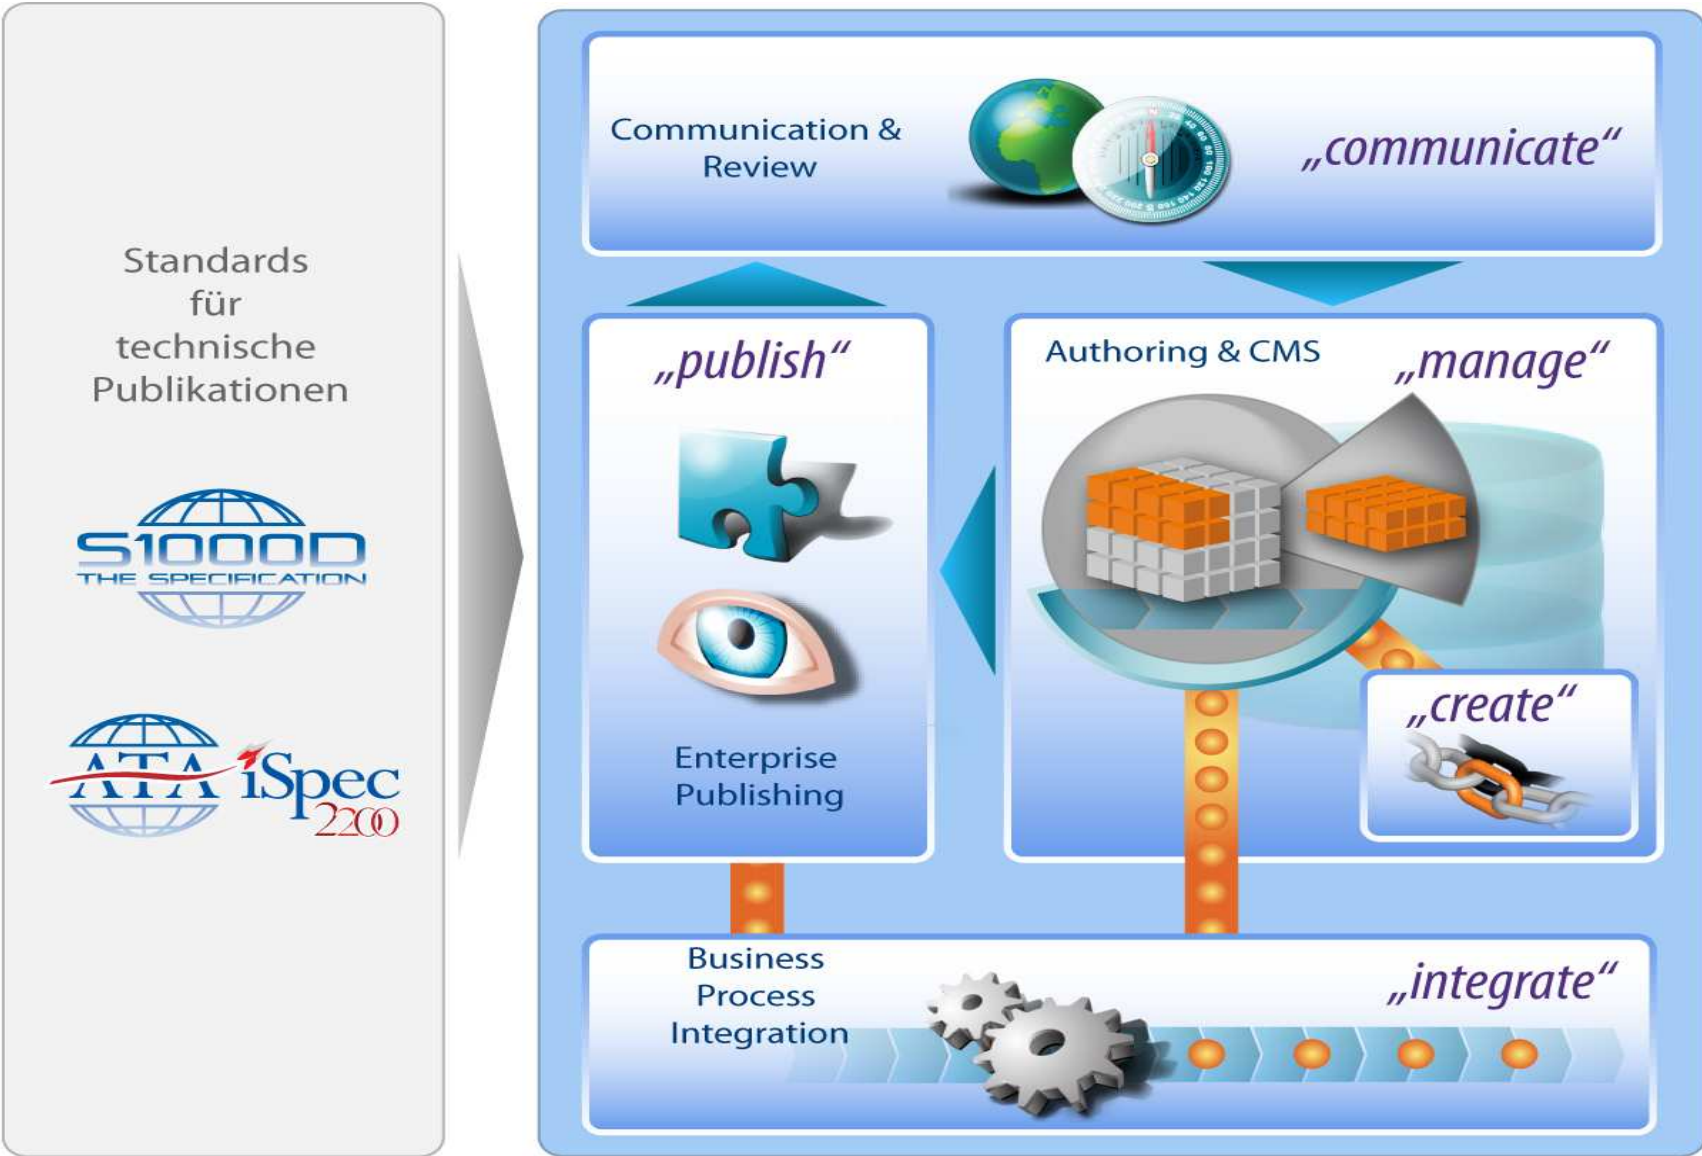 Standards
für
technische
Publikationen
S1000D
THE SPECIFICATION
ATA iSpec
2200
Communication &
Review
„communicate“
„publish“
Enterprise
Publishing
Authoring & CMS
„manage“
„create“
Business
Process
Integration
„integrate“